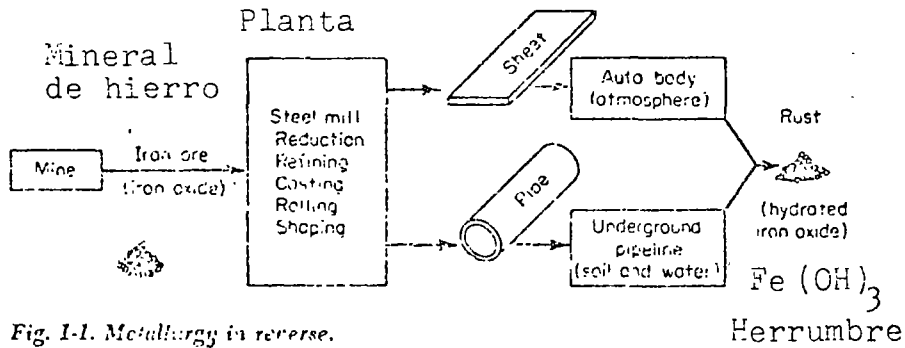 Planta
Mineral
de hierro
Mine
Iron ore
(iron oxide)
Steel mill
Reduction
Refining
Casting
Rolling
Shaping
Sheet
Pipe
Auto body
(atmosphere)
Underground
pipeline
(soil and water)
Rust
(hydrated
iron oxide)
Fe(OH)₃
Herrumbre
Fig. 1-1. Metallurgy in reverse.